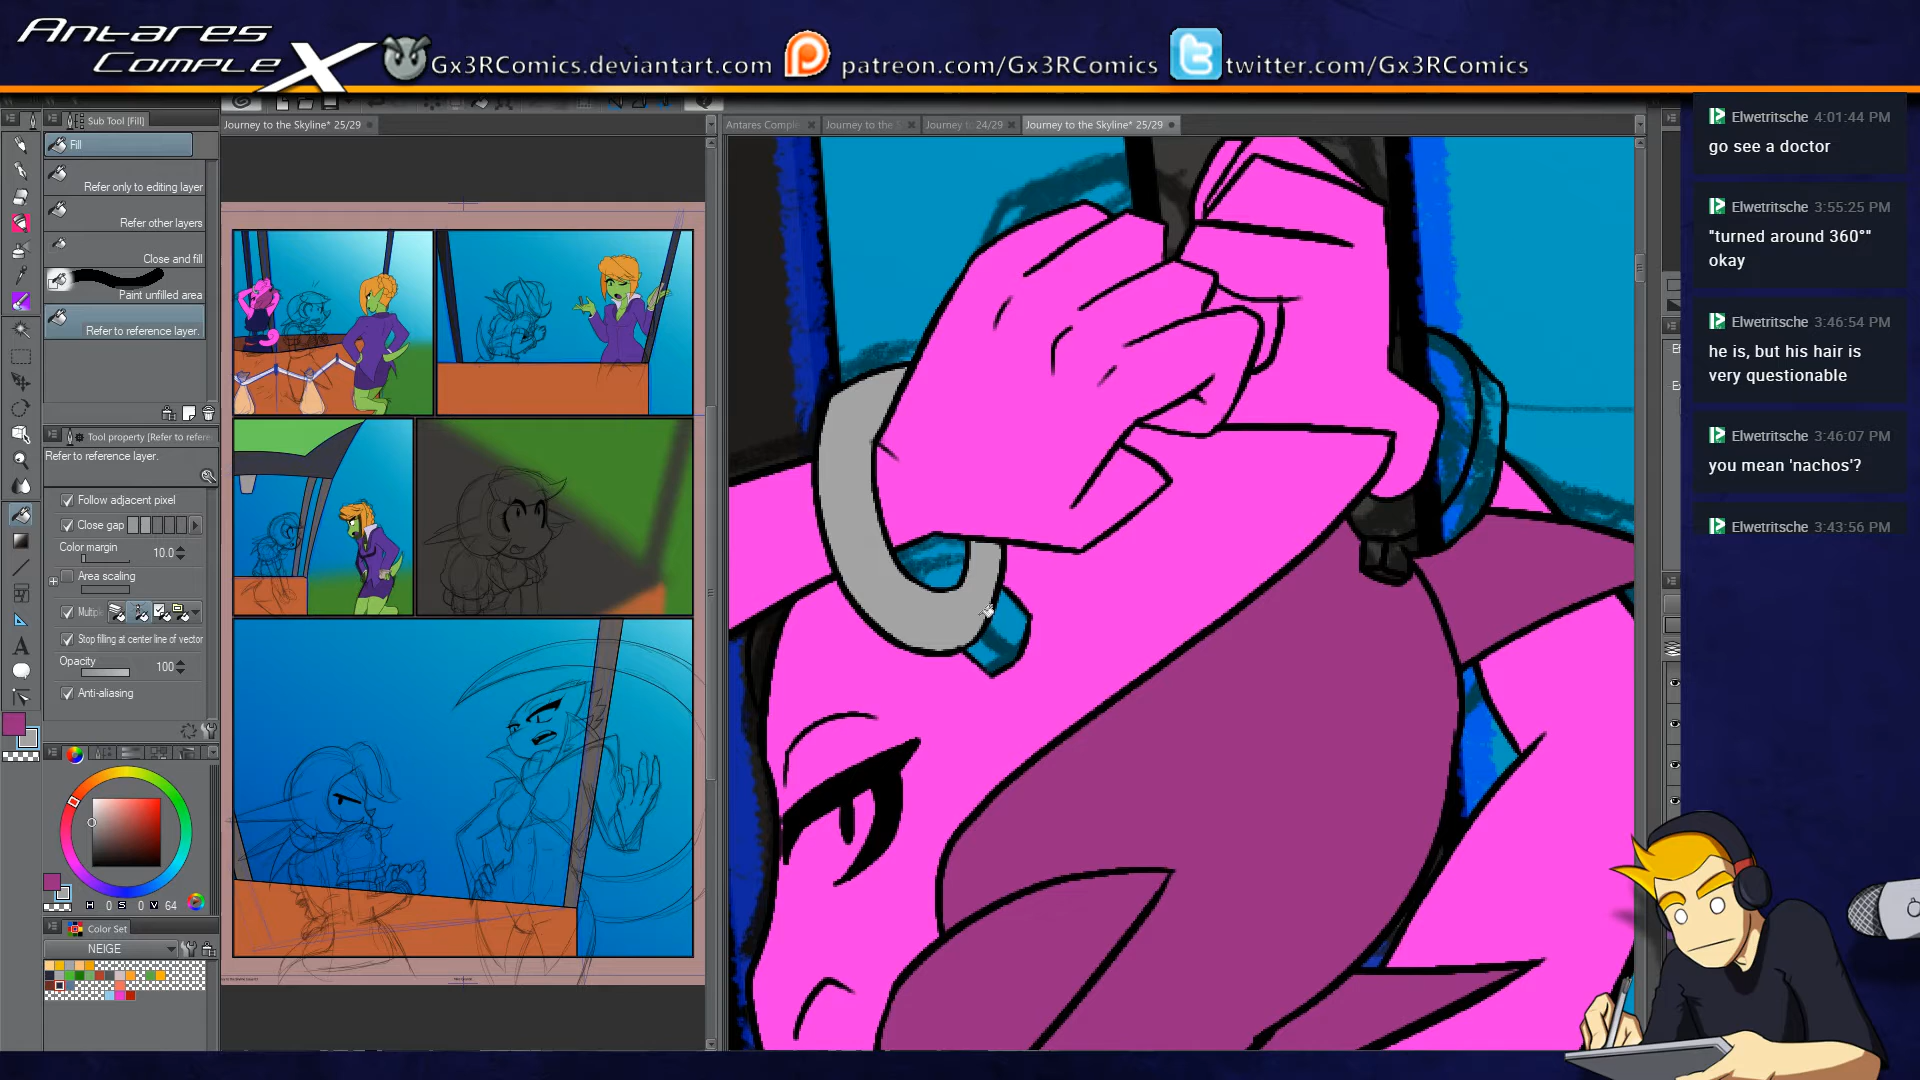 Antares
Complex
Gx3RComics.deviantart.com
patreon.com/Gx3RComics
twitter.com/Gx3RComics
Sub Tool [Fill]
Fill
Refer only to editing layer
Refer other layers
Close and fill
Paint unfilled area
Refer to reference layer.
Tool property [Refer to refere
Refer to reference layer.
Follow adjacent pixel
Close gap
Color margin
10.0
Area scaling
Multiple
Stop filling at center line of vector
Opacity
100
Anti-aliasing
H 0 S 0 V 64
Color Set
NEIGE
Journey to the Skyline* 25/29
Antares Compl
Journey to the S
Journey 24/29
Journey to the Skyline* 25/29
Elwetritsche 4:01:44 PM
go see a doctor
Elwetritsche 3:55:25 PM
"turned around 360°"
okay
Elwetritsche 3:46:54 PM
he is, but his hair is
very questionable
Elwetritsche 3:46:07 PM
you mean 'nachos'?
Elwetritsche 3:43:56 PM